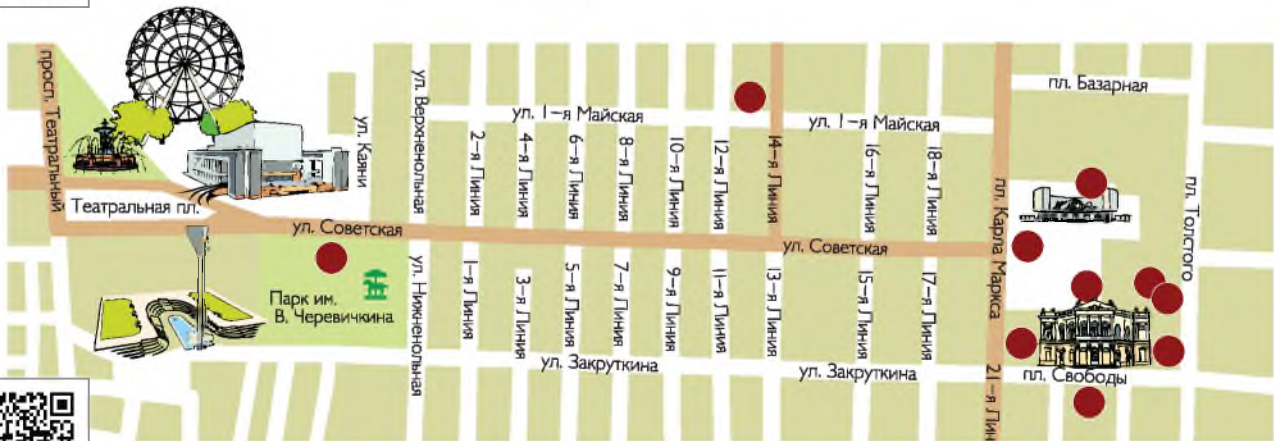 просп. Театральный
Театральная пл.
ул. Каяни
ул. Верхненольная
ул. Нижненольная
ул. Советская
Парк им.
В. Черевичкина
ул. 1-я Майская
2-я Линия
4-я Линия
6-я Линия
8-я Линия
10-я Линия
12-я Линия
14-я Линия
ул. 1-я Майская
16-я Линия
18-я Линия
1-я Линия
3-я Линия
5-я Линия
7-я Линия
9-я Линия
11-я Линия
13-я Линия
ул. Советская
15-я Линия
17-я Линия
ул. Закруткина
ул. Закруткина
пл. Базарная
пл. Карла Маркса
пл. Толстого
21-я Лин
пл. Свободы